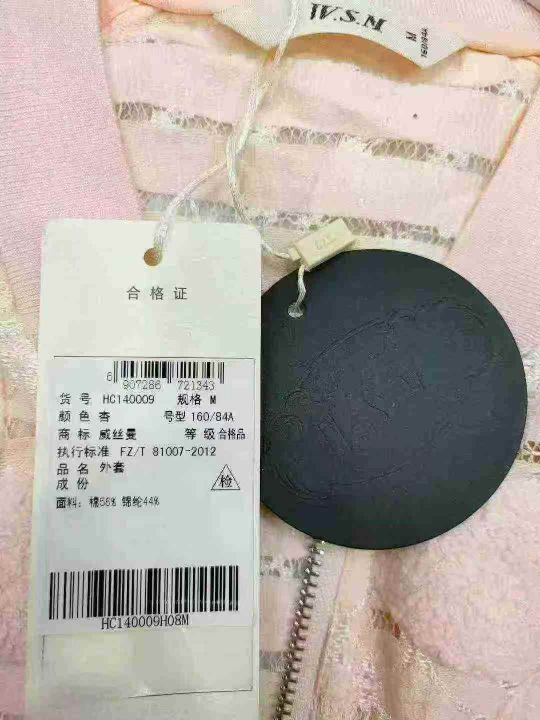 W.S.M
M
160/84A
合格证
6 907286 721343
货 号 HC140009 规格 M
颜 色 杏 号型 160/84A
商 标 威丝曼 等 级 合格品
执行标准 FZ/T 81007-2012
品 名 外套
成 份
检
面料: 棉56% 锦纶44%
HC140009H08M